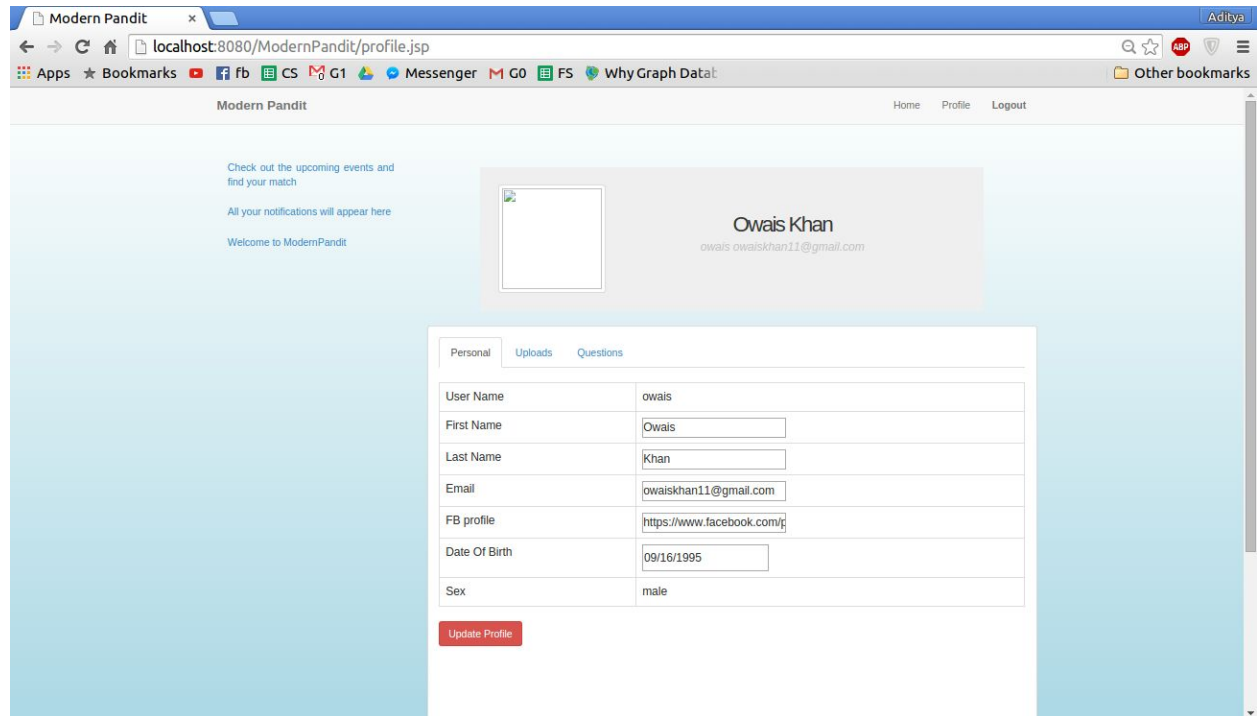 Modern Pandit
Aditya
localhost:8080/ModernPandit/profile.jsp
ABP
Apps Bookmarks fb CS G1 Messenger G0 FS Why Graph Datab Other bookmarks
Modern Pandit Home Profile Logout
Check out the upcoming events and
find your match
All your notifications will appear here
Welcome to ModernPandit
Owais Khan
owais owaiskhan11@gmail.com
Personal Uploads Questions
User Name owais
First Name Owais
Last Name Khan
Email owaiskhan11@gmail.com
FB profile https://www.facebook.com/p
Date Of Birth 09/16/1995
Sex male
Update Profile